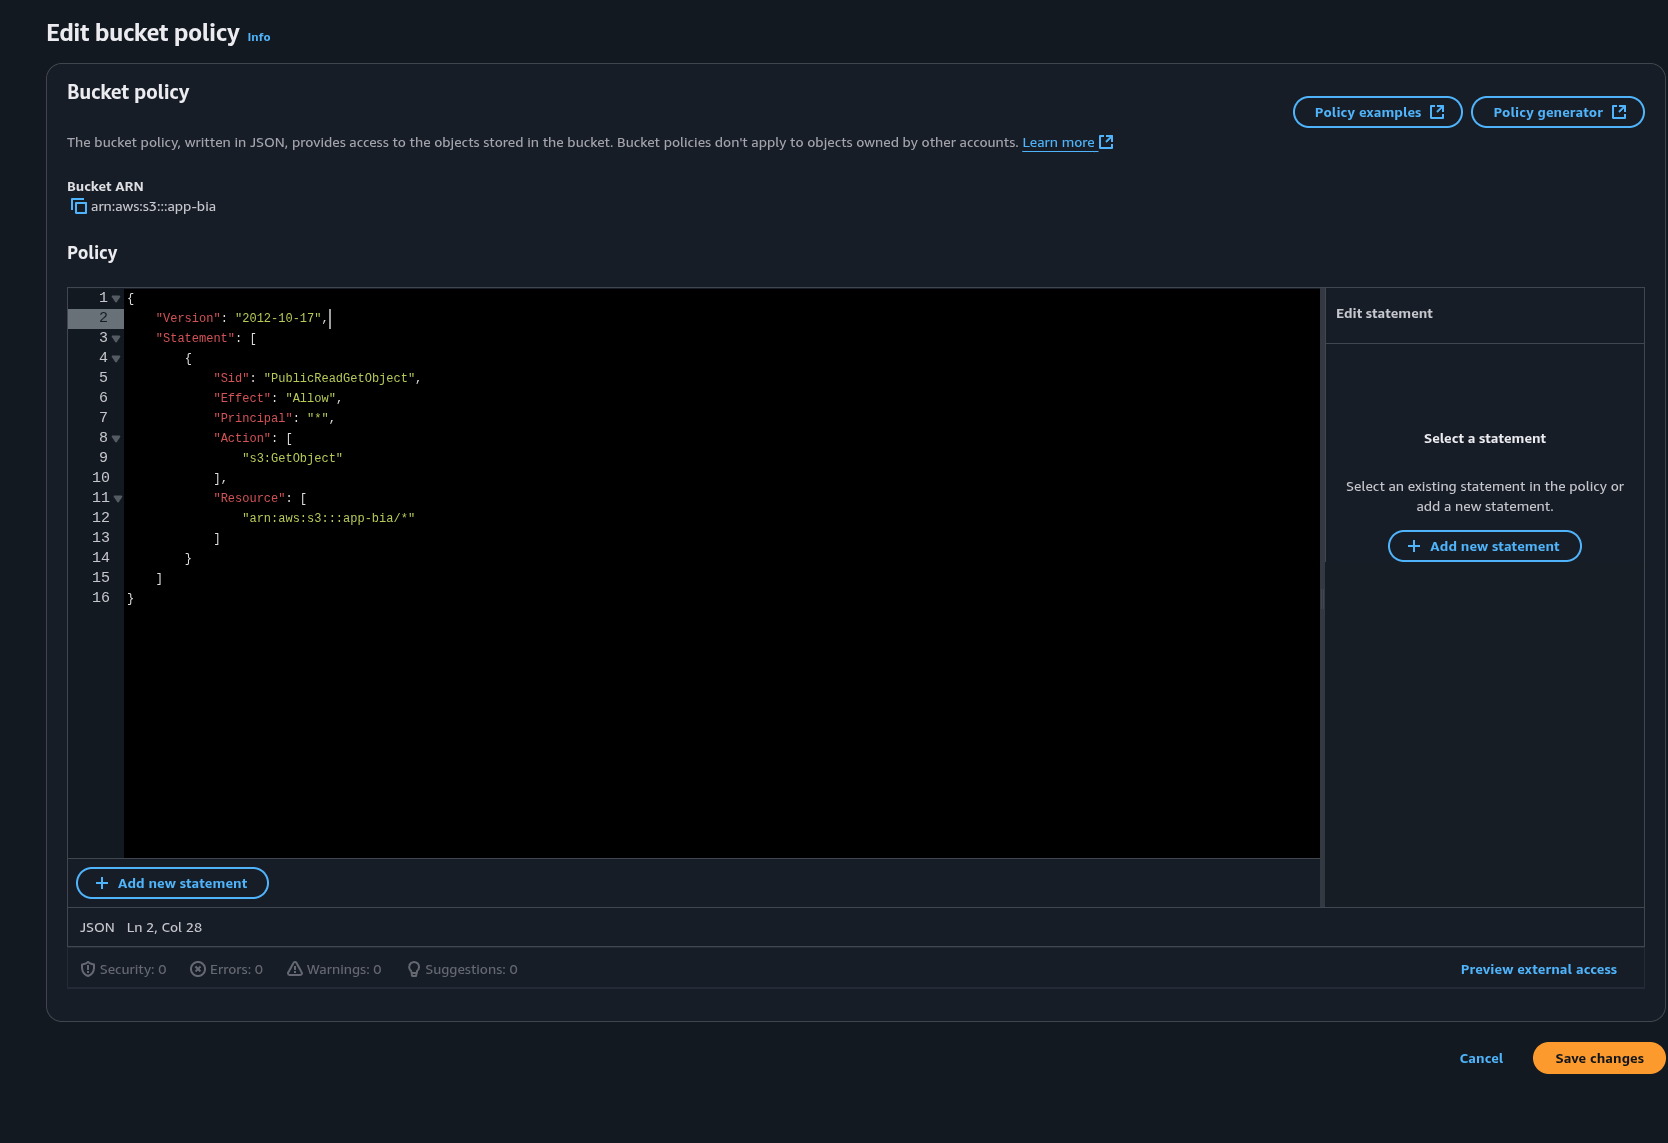 Edit bucket policy Info
Bucket policy
Policy examples
Policy generator
The bucket policy, written in JSON, provides access to the objects stored in the bucket. Bucket policies don't apply to objects owned by other accounts. Learn more
Bucket ARN
arn:aws:s3:::app-bia
Policy
1 {
2 "Version": "2012-10-17",
3 "Statement": [
4 {
5 "Sid": "PublicReadGetObject",
6 "Effect": "Allow",
7 "Principal": "*",
8 "Action": [
9 "s3:GetObject"
10 ],
11 "Resource": [
12 "arn:aws:s3:::app-bia/*"
13 ]
14 }
15 ]
16 }
Edit statement
Select a statement
Select an existing statement in the policy or
add a new statement.
+ Add new statement
+ Add new statement
JSON Ln 2, Col 28
Security: 0 Errors: 0 Warnings: 0 Suggestions: 0
Preview external access
Cancel
Save changes